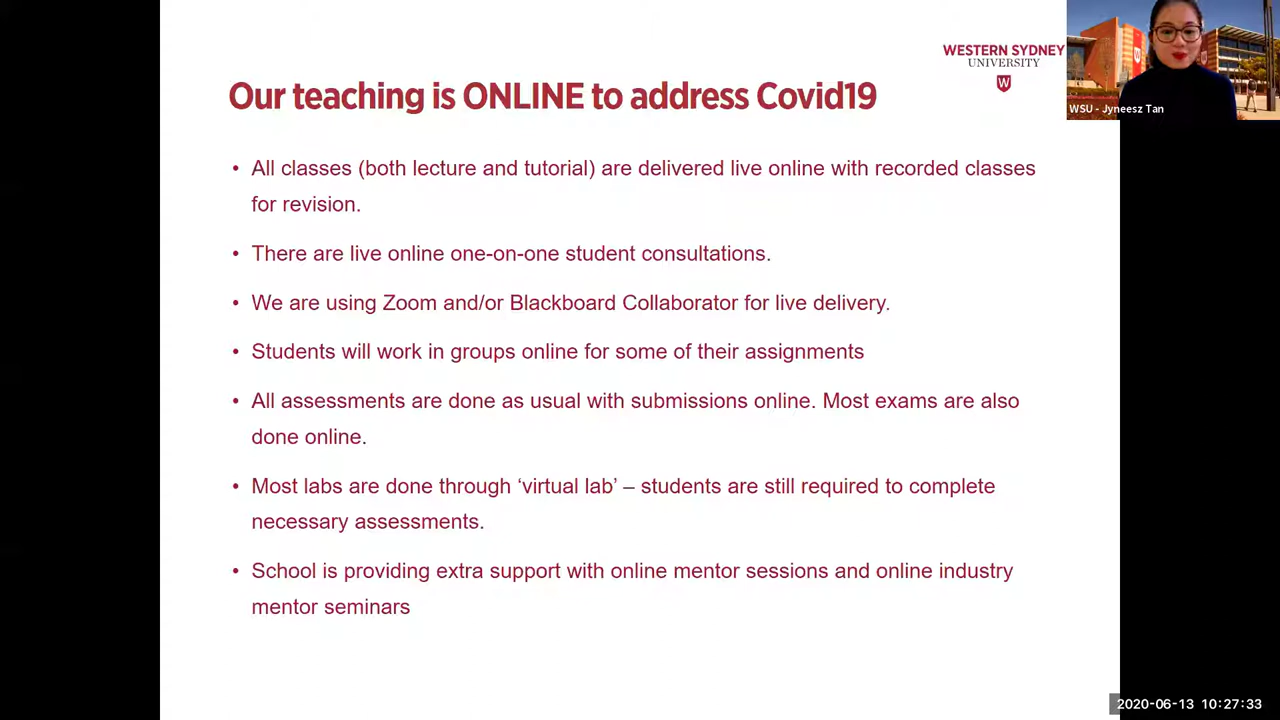 WESTERN SYDNEY
UNIVERSITY
W
WSU - Jyneesz Tan
Our teaching is ONLINE to address Covid19
• All classes (both lecture and tutorial) are delivered live online with recorded classes
for revision.
• There are live online one-on-one student consultations.
• We are using Zoom and/or Blackboard Collaborator for live delivery.
• Students will work in groups online for some of their assignments
• All assessments are done as usual with submissions online. Most exams are also
done online.
• Most labs are done through ‘virtual lab’ – students are still required to complete
necessary assessments.
• School is providing extra support with online mentor sessions and online industry
mentor seminars
2020-06-13 10:27:33